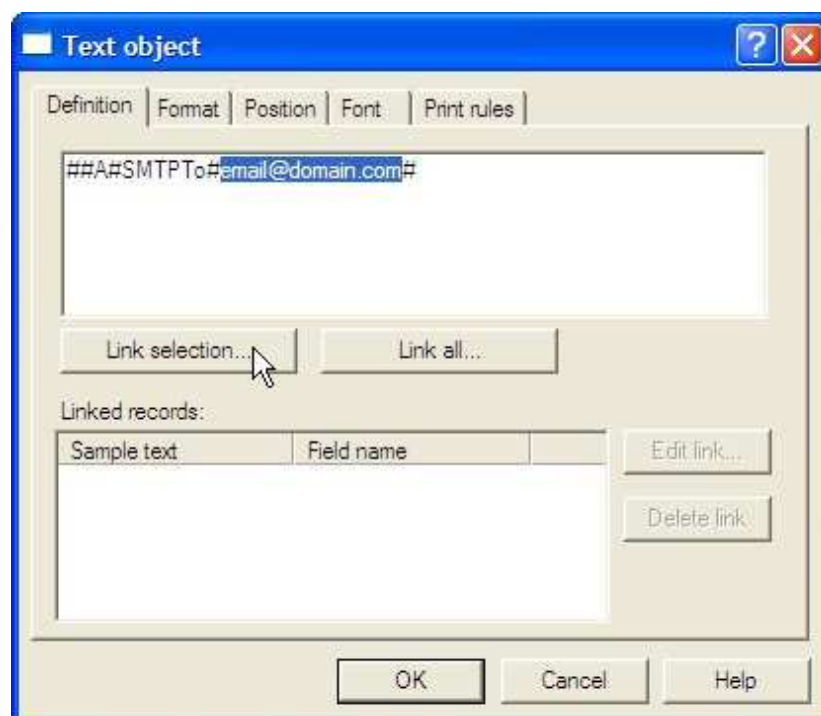 Text object
Definition Format Position Font Print rules
##A#SMTPTo#email@domain.com#
Link selection... Link all...
Linked records:
Sample text Field name
Edit link...
Delete link
OK Cancel Help